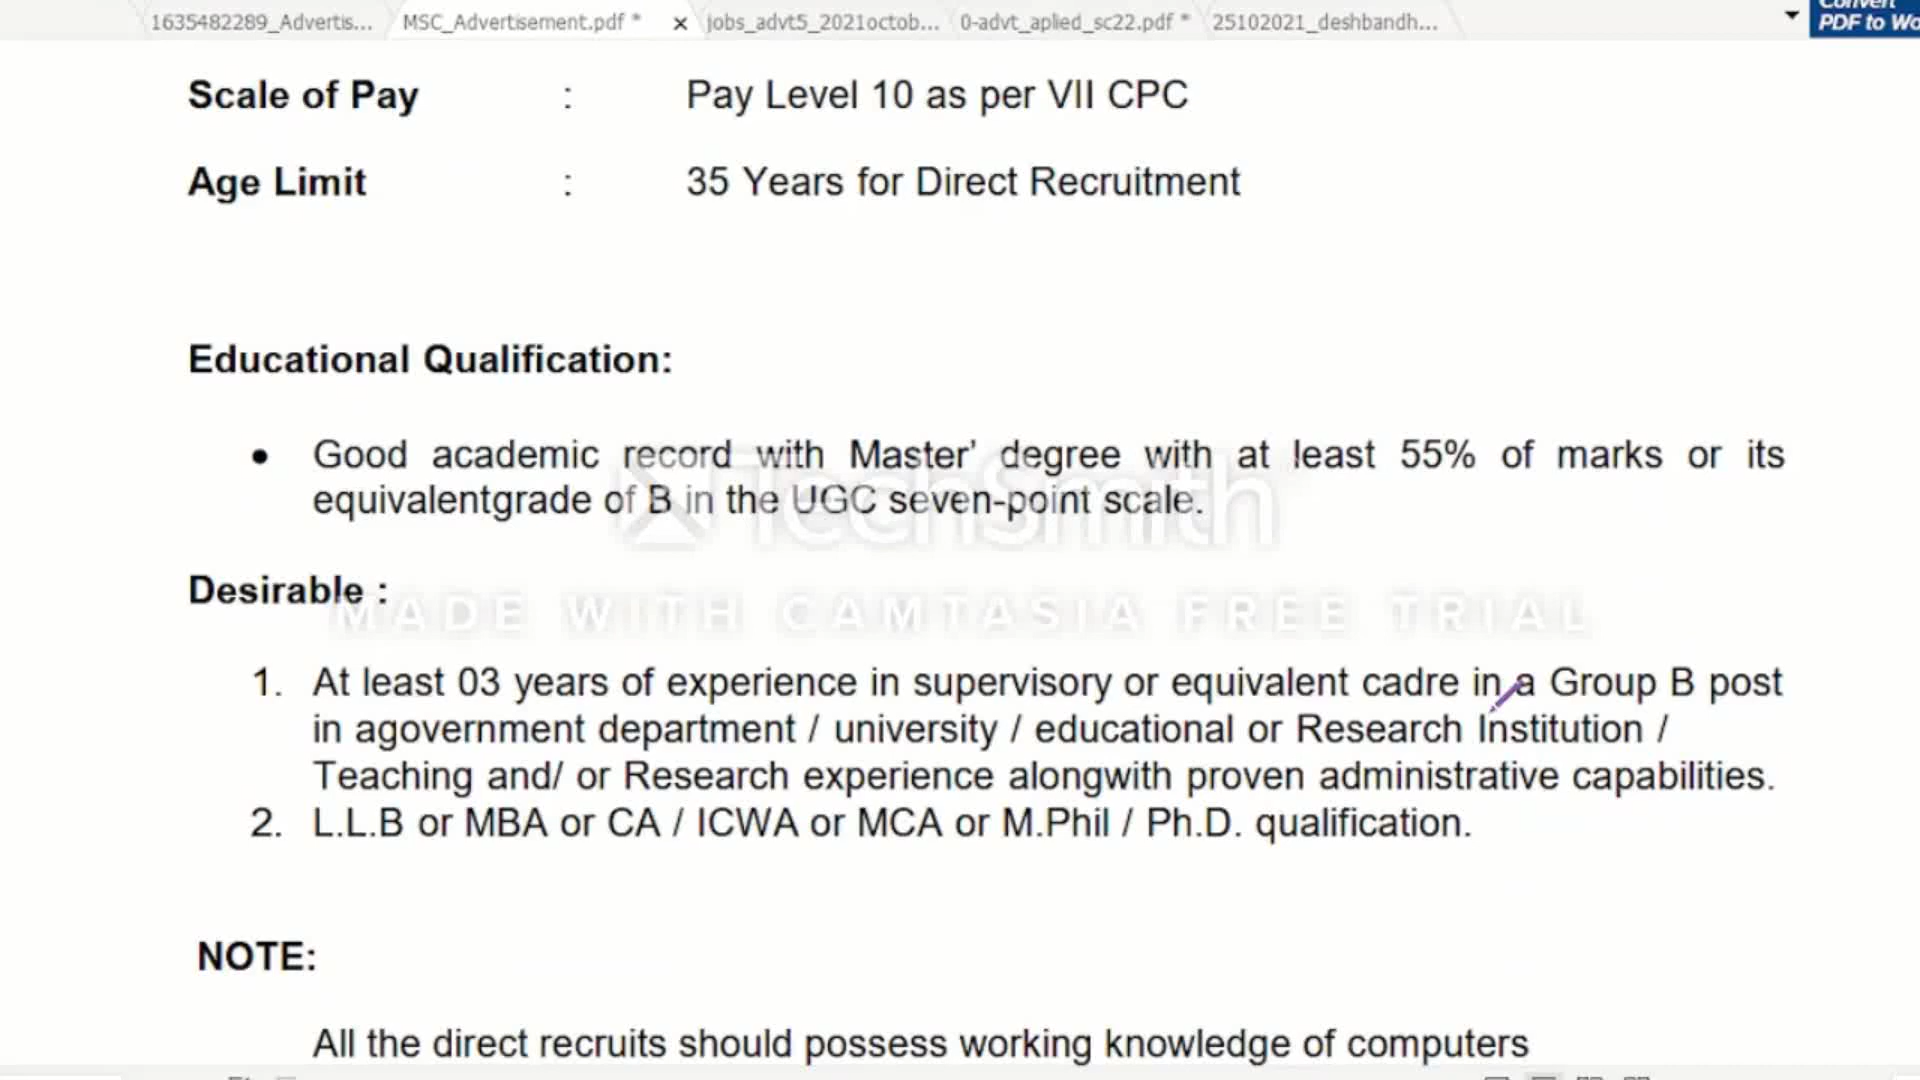 1635482289_Advertis...
MSC_Advertisement.pdf *
jobs_advt5_2021octob...
0-advt_aplied_sc22.pdf *
25102021_deshbandh...
Convert
PDF to Wo
Scale of Pay : Pay Level 10 as per VII CPC
Age Limit : 35 Years for Direct Recruitment
Educational Qualification:
• Good academic record with Master' degree with at least 55% of marks or its
equivalentgrade of B in the UGC seven-point scale.
TechSmith
Desirable :
MADE WITH CAMTASIA FREE TRIAL
1. At least 03 years of experience in supervisory or equivalent cadre in a Group B post
in agovernment department / university / educational or Research Institution /
Teaching and/ or Research experience alongwith proven administrative capabilities.
2. L.L.B or MBA or CA / ICWA or MCA or M.Phil / Ph.D. qualification.
NOTE:
All the direct recruits should possess working knowledge of computers